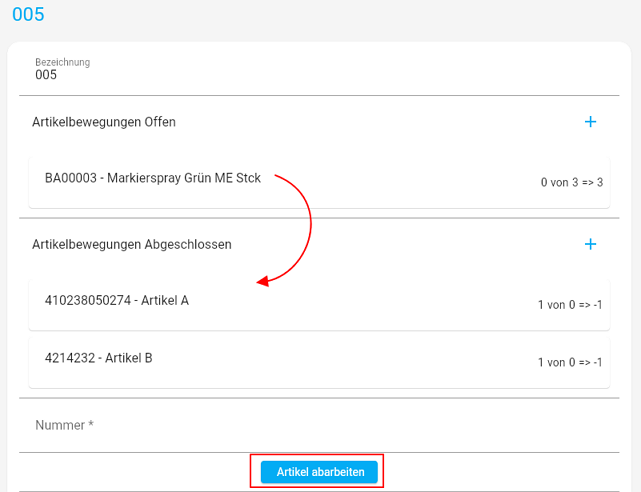 005
Bezeichnung
005
Artikelbewegungen Offen
BA00003 - Markierspray Grün ME Stck
0 von 3 => 3
Artikelbewegungen Abgeschlossen
410238050274 - Artikel A
1 von 0 => -1
4214232 - Artikel B
1 von 0 => -1
Nummer *
Artikel abarbeiten